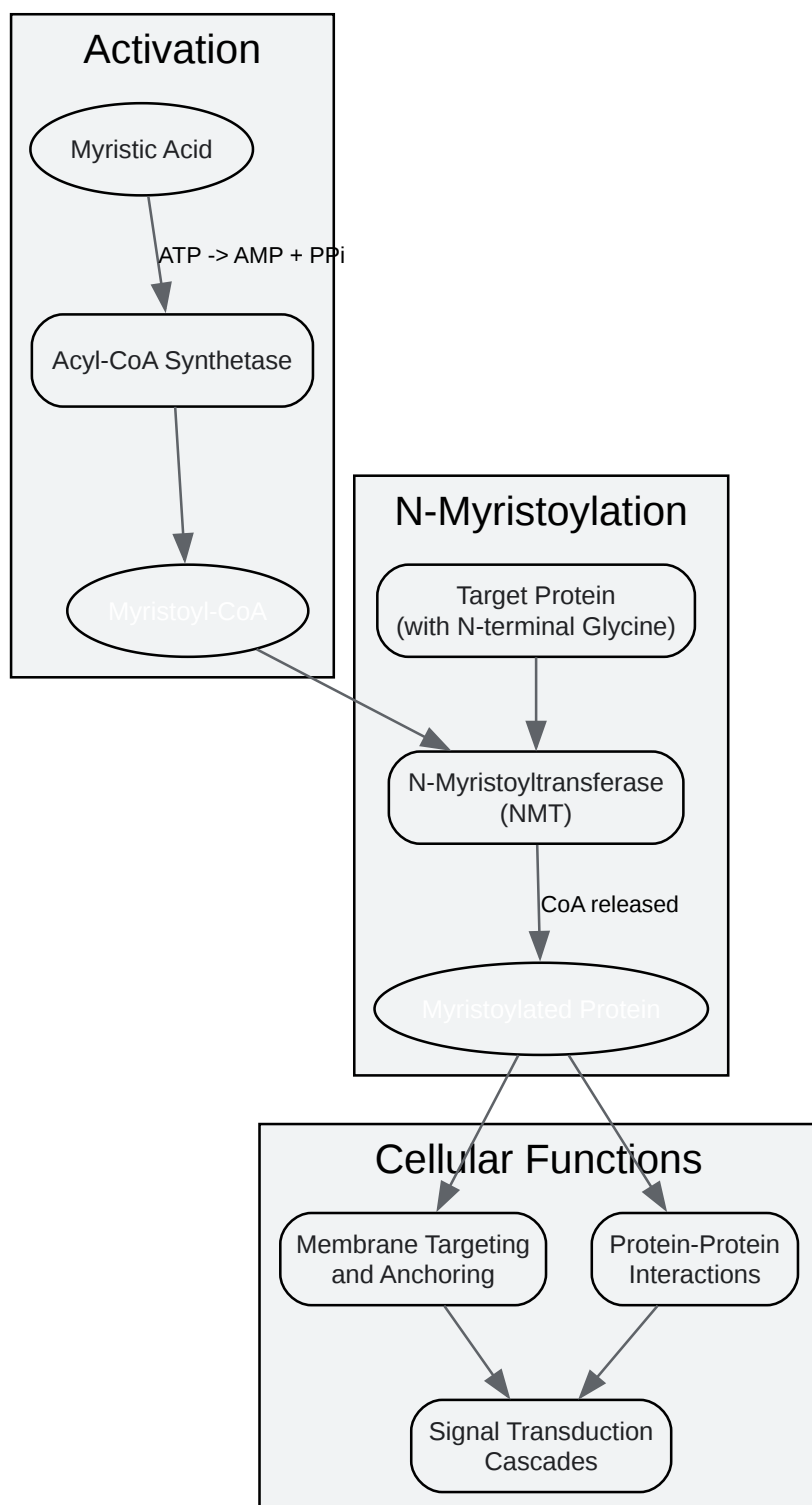 Activation
Myristic Acid
ATP -> AMP + PPi
Acyl-CoA Synthetase
Myristoyl-CoA
N-Myristoylation
Target Protein
(with N-terminal Glycine)
N-Myristoyltransferase
(NMT)
CoA released
Myristoylated Protein
Cellular Functions
Membrane Targeting
and Anchoring
Protein-Protein
Interactions
Signal Transduction
Cascades